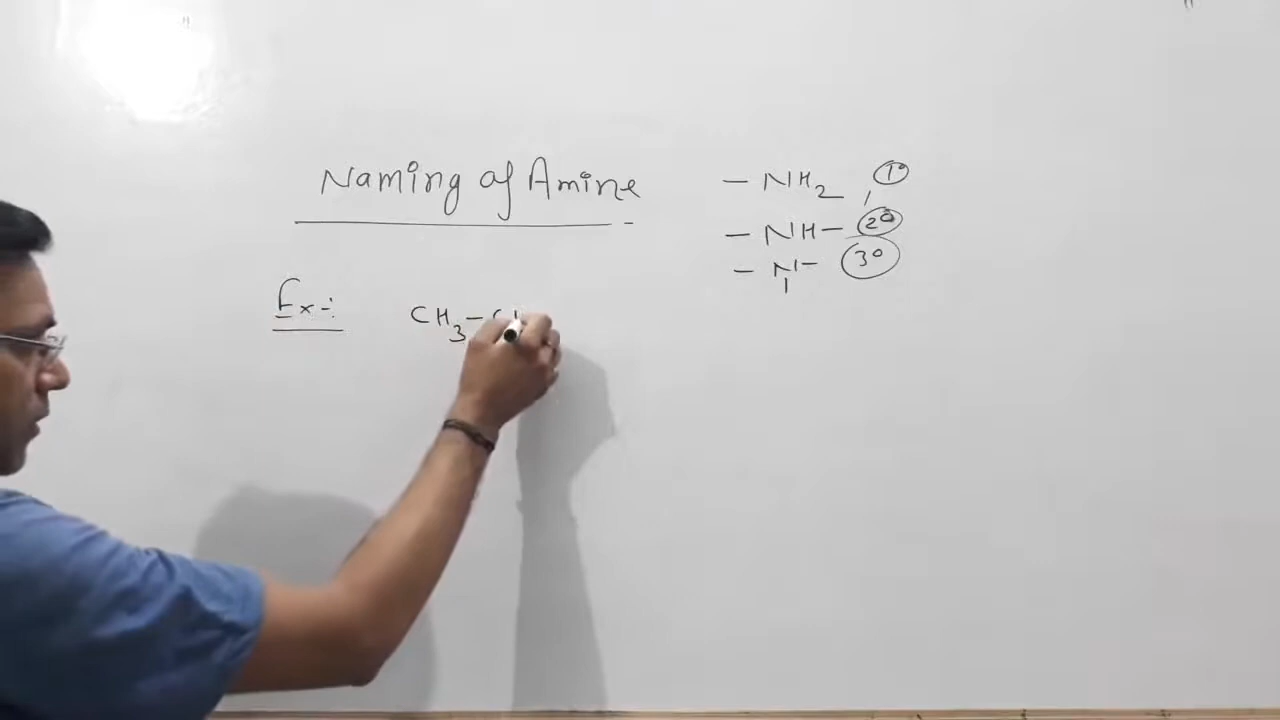 Naming of Amine
- NH2 1°
- NH - 2°
- N - 3°
Ex-: CH3 - C